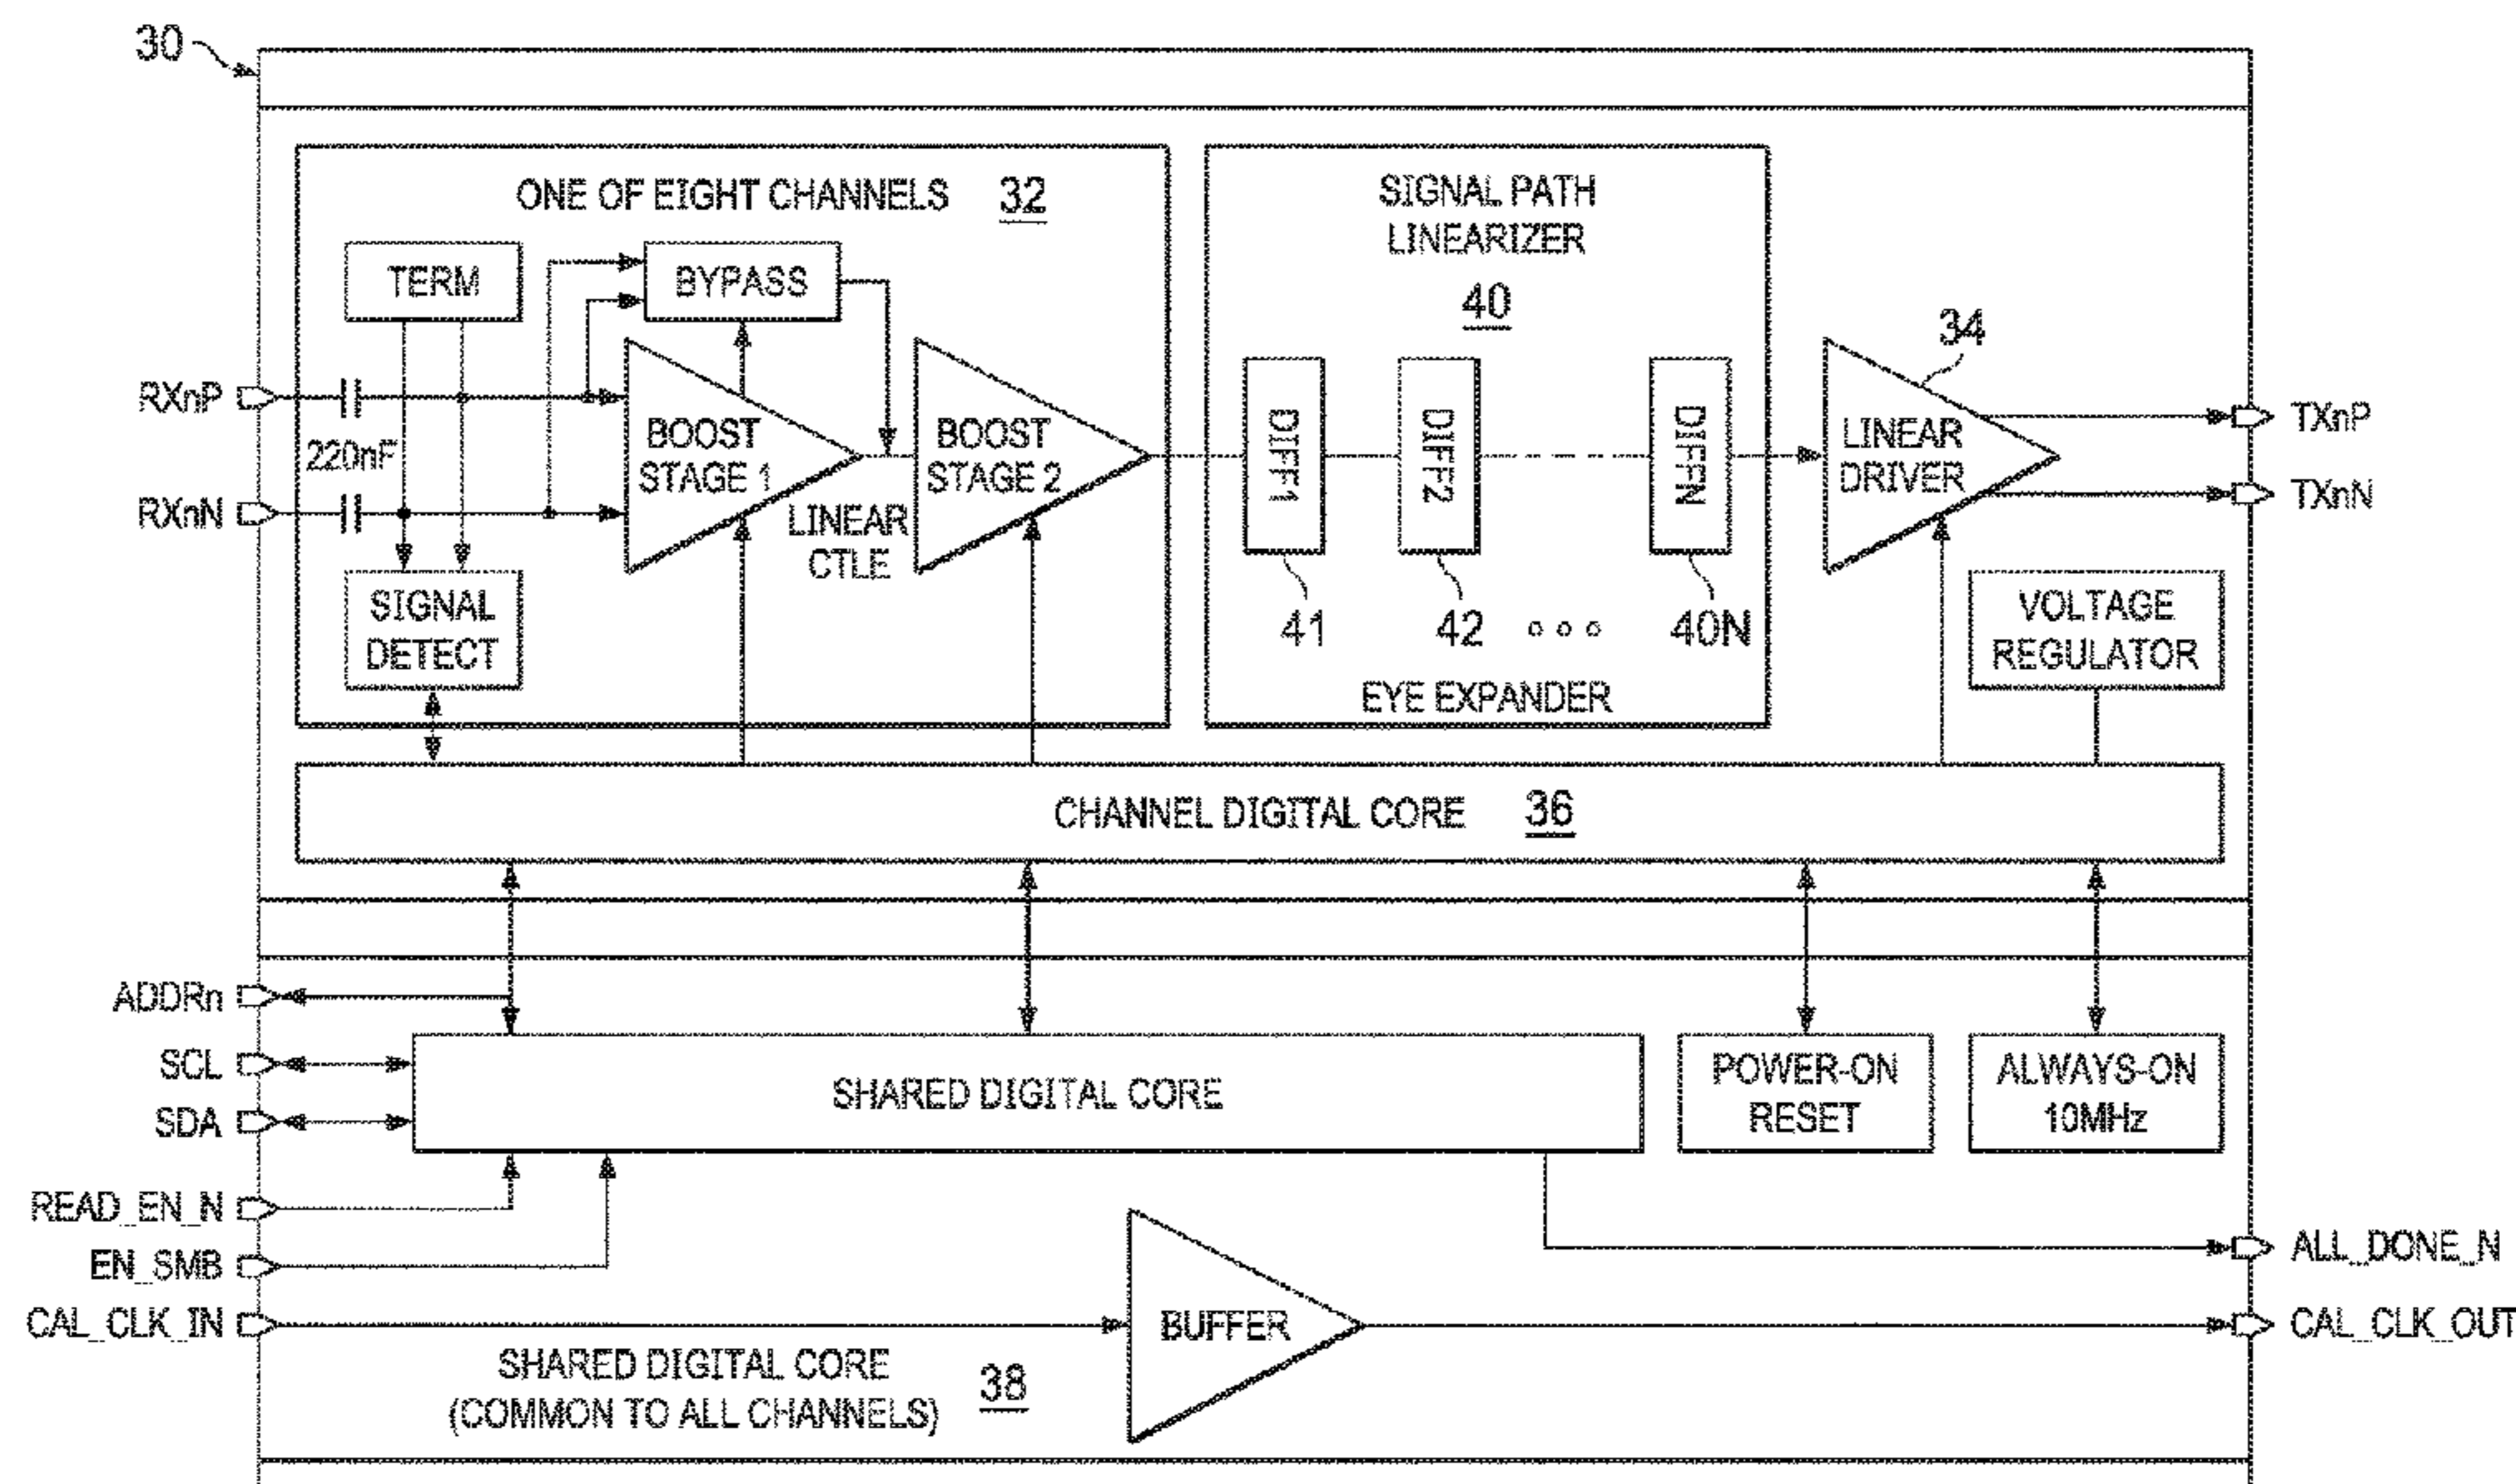 30
ONE OF EIGHT CHANNELS 32
SIGNAL PATH
LINEARIZER
40
TERM
BYPASS
34
RXnP
220nF
RXnN
BOOST
STAGE 1
LINEAR
CTLE
BOOST
STAGE 2
DIFF1
DIFF2
DIFFN
LINEAR
DRIVER
TXnP
TXnN
SIGNAL
DETECT
41
42
40N
EYE EXPANDER
VOLTAGE
REGULATOR
CHANNEL DIGITAL CORE 36
ADDRn
SCL
SDA
SHARED DIGITAL CORE
POWER-ON
RESET
ALWAYS-ON
10MHz
READ_EN_N
EN_SMB
CAL_CLK_IN
BUFFER
ALL_DONE_N
CAL_CLK_OUT
SHARED DIGITAL CORE
(COMMON TO ALL CHANNELS) 38